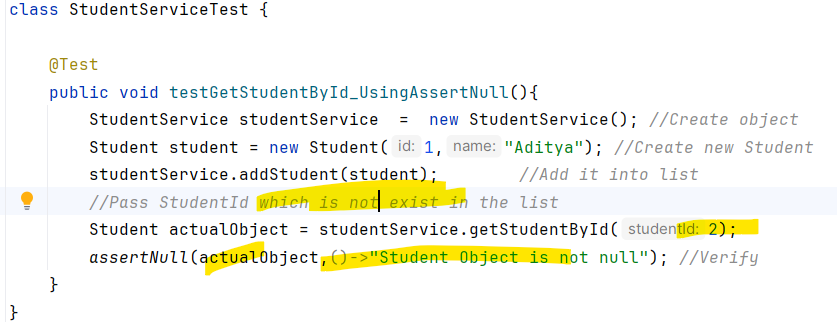 class StudentServiceTest {
@Test
public void testGetStudentById_UsingAssertNull(){
StudentService studentService  =  new StudentService(); //Create object
Student student = new Student( id: 1, name: "Aditya"); //Create new Student
studentService.addStudent(student);        //Add it into list
//Pass StudentId which is not exist in the list
Student actualObject = studentService.getStudentById( studentId: 2);
assertNull(actualObject,()->"Student Object is not null"); //Verify
}
}